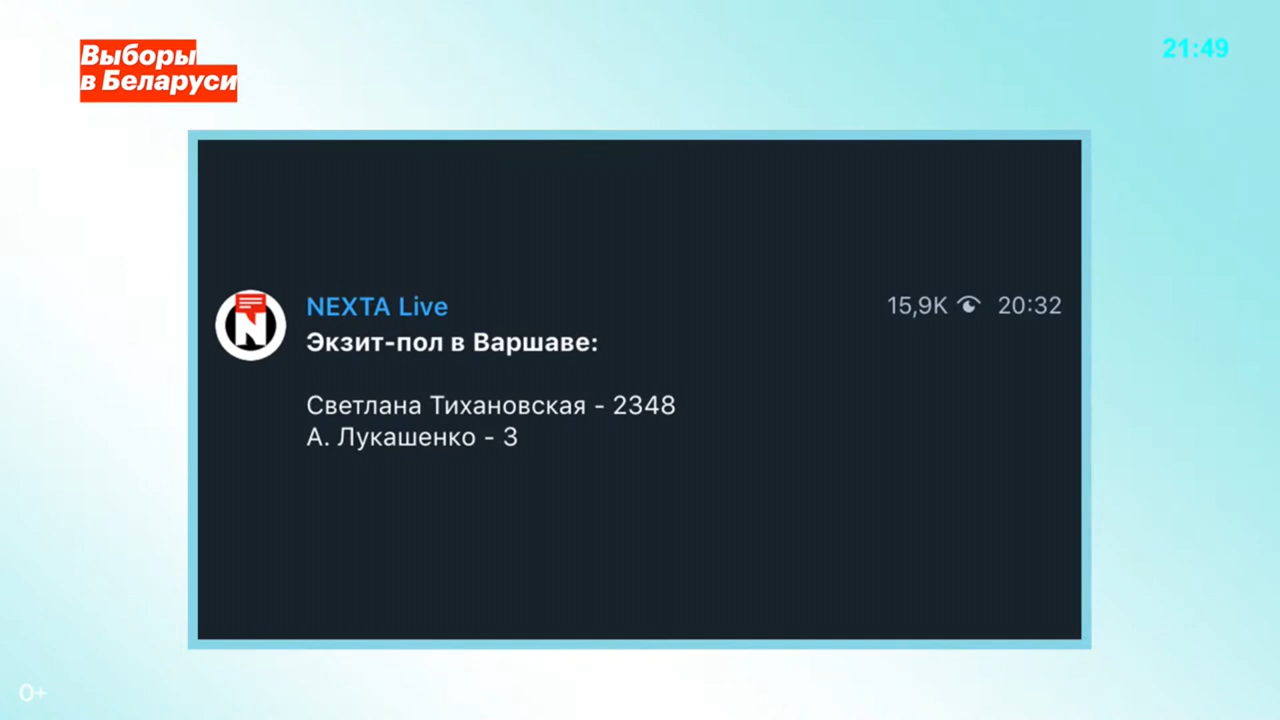 Выборы
в Беларуси
21:49
NEXTA Live
15,9K 20:32
Экзит-пол в Варшаве:
Светлана Тихановская - 2348
А. Лукашенко - 3
0+